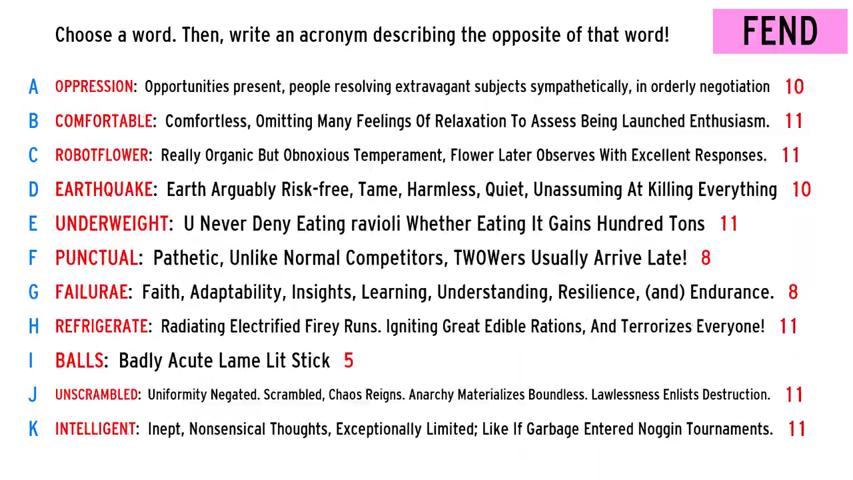 Choose a word. Then, write an acronym describing the opposite of that word!
FEND
A OPPRESSION: Opportunities present, people resolving extravagant subjects sympathetically, in orderly negotiation 10
B COMFORTABLE: Comfortless, Omitting Many Feelings Of Relaxation To Assess Being Launched Enthusiasm. 11
C ROBOTFLOWER: Really Organic But Obnoxious Temperament, Flower Later Observes With Excellent Responses. 11
D EARTHQUAKE: Earth Arguably Risk-free, Tame, Harmless, Quiet, Unassuming At Killing Everything 10
E UNDERWEIGHT: U Never Deny Eating ravioli Whether Eating It Gains Hundred Tons 11
F PUNCTUAL: Pathetic, Unlike Normal Competitors, TWOWers Usually Arrive Late! 8
G FAILURAE: Faith, Adaptability, Insights, Learning, Understanding, Resilience, (and) Endurance. 8
H REFRIGERATE: Radiating Electrified Firey Runs. Igniting Great Edible Rations, And Terrorizes Everyone! 11
I BALLS: Badly Acute Lame Lit Stick 5
J UNSCRAMBLED: Uniformity Negated. Scrambled, Chaos Reigns. Anarchy Materializes Boundless. Lawlessness Enlists Destruction. 11
K INTELLIGENT: Inept, Nonsensical Thoughts, Exceptionally Limited; Like If Garbage Entered Noggin Tournaments. 11